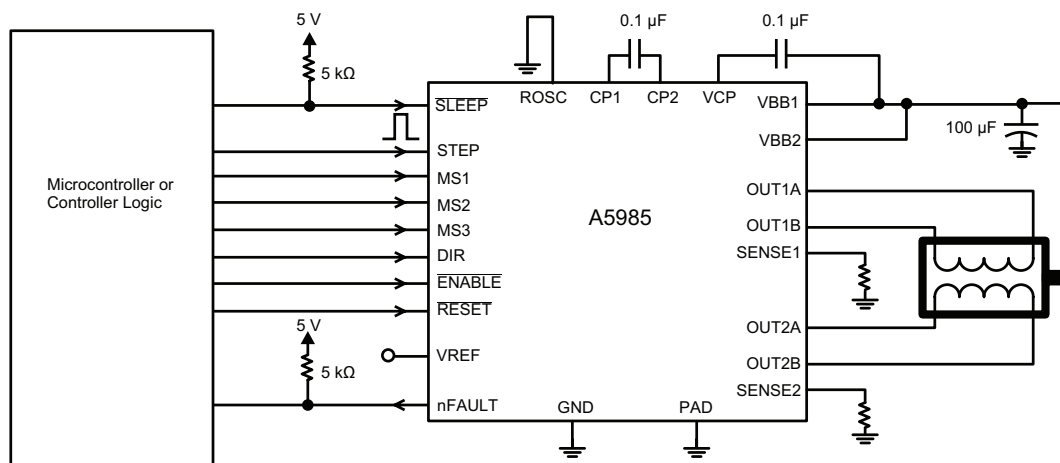 5 V
5 kΩ
0.1 µF
0.1 µF
SLEEP
ROSC
CP1
CP2
VCP
VBB1
100 µF
VBB2
STEP
MS1
MS2
MS3
DIR
ENABLE
RESET
Microcontroller or
Controller Logic
A5985
OUT1A
OUT1B
SENSE1
OUT2A
OUT2B
SENSE2
5 V
5 kΩ
VREF
nFAULT
GND
PAD